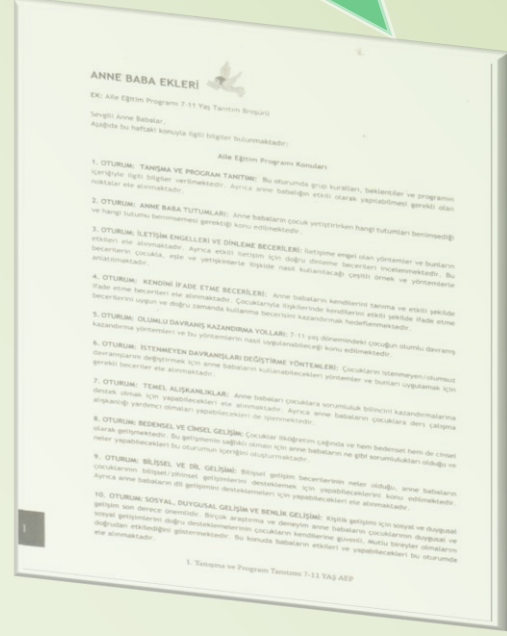 ANNE BABA EKLERİ
EK: Aile Eğitim Programı 7-11 Yaş Tanıtım Broşürü
Sevgili Anne Babalar,
Aşağıda bu haftaki konuyla ilgili bilgiler bulunmaktadır:
Aile Eğitim Programı Konuları
1. OTURUM: TANIŞMA VE PROGRAM TANITIMI: Bu oturumda grup kuralları, beklentiler ve programın
içeriğiyle ilgili bilgiler verilmektedir. Ayrıca anne babalığın etkili olarak yapılabilmesi gerekli olan
noktalar ele alınmaktadır.
2. OTURUM: ANNE BABA TUTUMLARI: Anne babaların çocuk yetiştirirken hangi tutumları benimsediği
ve hangi tutumu benimsemesi gerektiği konu edilmektedir.
3. OTURUM: İLETİŞİM ENGELLERİ VE DİNLEME BECERİLERİ: İletişime engel olan yöntemler ve bunların
etkileri ele alınmaktadır. Ayrıca etkili iletişim için doğru dinleme becerileri incelenmektedir. Bu
becerilerin çocukla, eşle ve yetişkinlerle ilişkide nasıl kullanılacağı çeşitli örnek ve yöntemlerle
anlatılmaktadır.
4. OTURUM: KENDİNİ İFADE ETME BECERİLERİ: Anne babaların kendilerini tanıma ve etkili şekilde
ifade etme becerileri ele alınmaktadır. Çocuklarıyla ilişkilerinde kendilerini etkili şekilde ifade etme
becerilerini uygun ve doğru zamanda kullanma becerisini kazandırmak hedeflenmektedir.
5. OTURUM: OLUMLU DAVRANIŞ KAZANDIRMA YOLLARI: 7-11 yaş dönemindeki çocuğun olumlu davranış
kazandırma yöntemleri ve bu yöntemlerin nasıl uygulanabileceği konu edilmektedir.
6. OTURUM: İSTENMEYEN DAVRANIŞLARI DEĞİŞTİRME YÖNTEMLERİ: Çocukların istenmeyen/olumsuz
davranışlarını değiştirmek için anne babaların kullanabilecekleri yöntemler ve bunları uygulamak için
gerekli beceriler ele alınmaktadır.
7. OTURUM: TEMEL ALIŞKANLIKLAR: Anne babaları çocuklara sorumluluk bilincini kazandırmalarına
destek olmak için yapabilecekleri ele alınmaktadır. Ayrıca anne babaların çocuklara ders çalışma
alışkanlığı yardımcı olmaları yapabilecekleri de işlenmektedir.
8. OTURUM: BEDENSEL VE CİNSEL GELİŞİM: Çocuklar ilköğretim çağında ve hem bedensel hem de cinsel
olarak gelişmektedir. Bu gelişmenin sağlıklı olması için anne babaların ne gibi sorumlulukları olduğu ve
neler yapabilecekleri bu oturumun içeriğini oluşturmaktadır.
9. OTURUM: BİLİŞSEL VE DİL GELİŞİMİ: Bilişsel gelişim becerilerinin neler olduğu, anne babaların
çocuklarının bilişsel/zihinsel gelişimlerini desteklemek için yapabileceklerini konu edilmektedir.
Ayrıca anne babaların dil gelişimini desteklemeleri için yapabilecekleri ele alınmaktadır.
10. OTURUM: SOSYAL, DUYGUSAL GELİŞİM VE BENLİK GELİŞİMİ: Kişilik gelişimi için sosyal ve duygusal
gelişim son derece önemlidir. Birçok araştırma ve deneyim anne babaların çocuklarının duygusal ve
sosyal gelişimlerini doğru desteklemelerinin çocukların kendilerine güvenli, mutlu bireyler olmalarını
doğrudan etkilediğini göstermektedir. Bu konuda babaların etkileri ve yapabilecekleri bu oturumda
ele alınmaktadır.
1
1. Tanışma ve Program Tanıtımı 7-11 YAŞ AEP